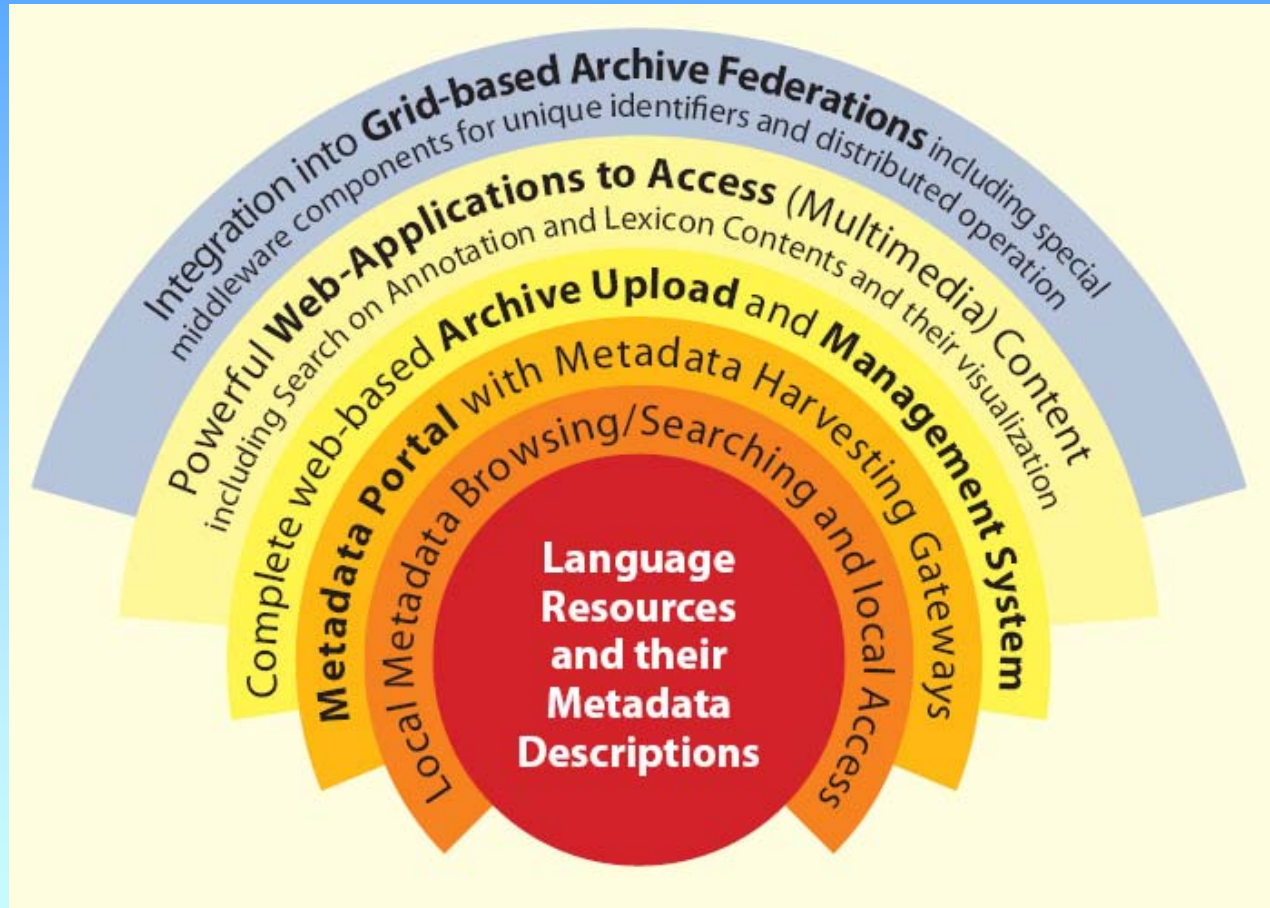 Integration into Grid-based Archive Federations including special
middleware components for unique identifiers and distributed operation
Powerful Web-Applications to Access (Multimedia) Content
including Search on Annotation and Lexicon Contents and their visualization
Complete web-based Archive Upload and Management System
Metadata Portal with Metadata Harvesting Gateways
Local Metadata Browsing/Searching and local Access
Language
Resources
and their
Metadata
Descriptions